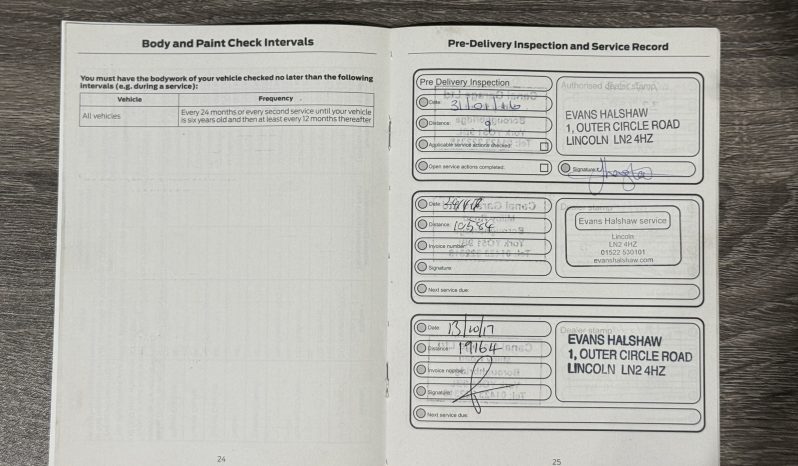 Body and Paint Check Intervals
You must have the bodywork of your vehicle checked no later than the following
intervals (e.g. during a service):
Vehicle Frequency
All vehicles Every 24 months or every second service until your vehicle
is six years old and then at least every 12 months thereafter
24
Pre-Delivery Inspection and Service Record
Pre Delivery Inspection
Date: 31/01/16
Distance: 9
Applicable service actions checked:
Open service actions completed:
Authorised dealer stamp
EVANS HALSHAW
1, OUTER CIRCLE ROAD
LINCOLN LN2 4HZ
Signature:
Date:
Distance: 10584
Invoice number:
Signature:
Next service due:
Evans Halshaw service
Lincoln
LN2 4HZ
01522 530101
evanshalshaw.com
Date: 13/10/17
Distance: 19164
Invoice number:
Signature:
Next service due:
Dealer stamp
EVANS HALSHAW
1, OUTER CIRCLE ROAD
LINCOLN LN2 4HZ
25